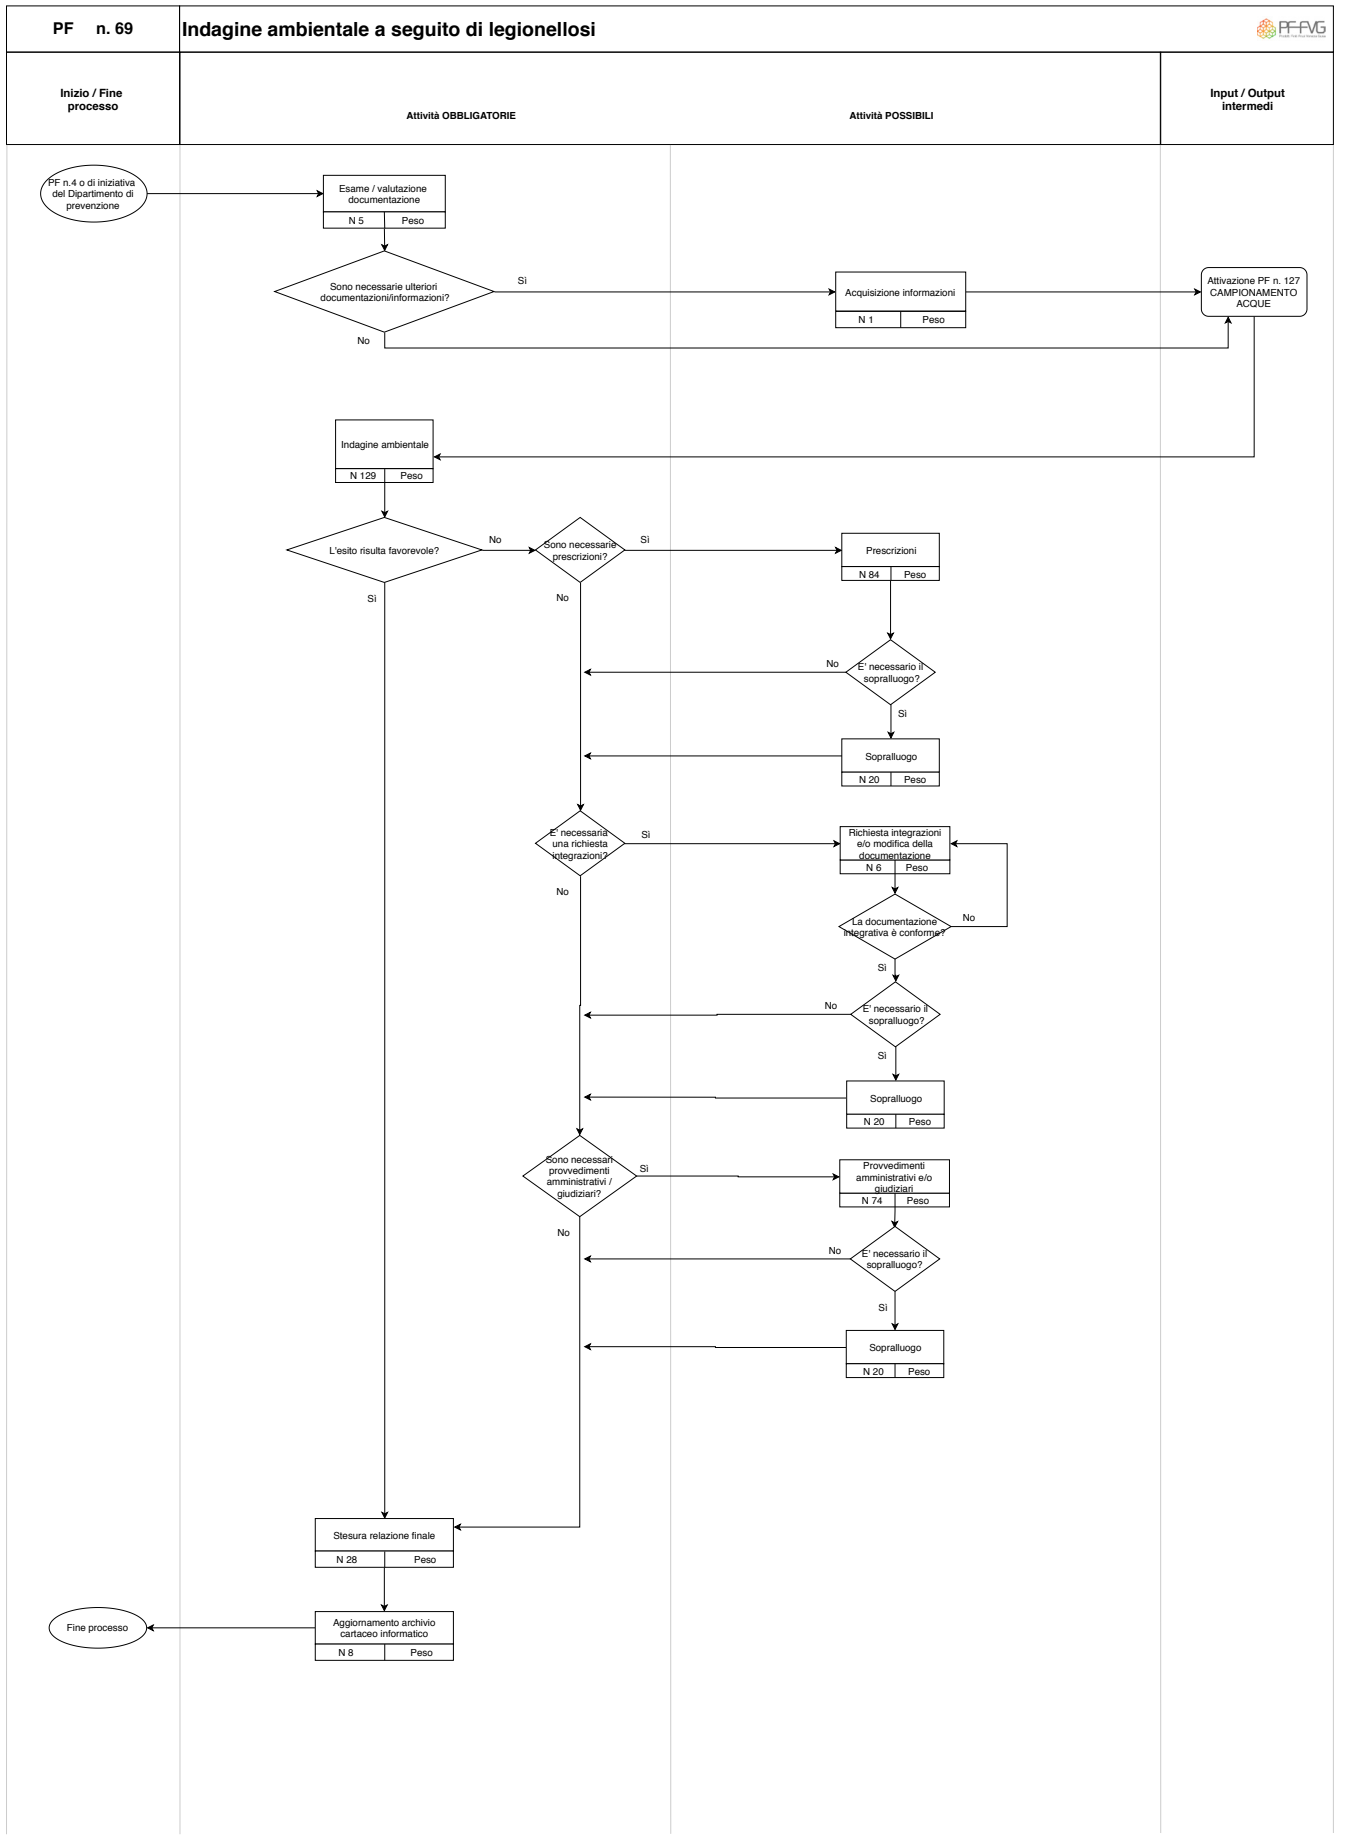 PF n. 69
Indagine ambientale a seguito di legionellosi
PF-FVG
Inizio / Fine
processo
Attività OBBLIGATORIE
Attività POSSIBILI
Input / Output
intermedi
PF n.4 o di iniziativa
del Dipartimento di
prevenzione
Esame / valutazione
documentazione
N 5 Peso
Sono necessarie ulteriori
documentazioni/informazioni?
Sì
No
Acquisizione informazioni
N 1 Peso
Attivazione PF n. 127
CAMPIONAMENTO
ACQUE
Indagine ambientale
N 129 Peso
L'esito risulta favorevole?
No
Sì
Sono necessarie
prescrizioni?
Sì
No
Prescrizioni
N 84 Peso
E' necessario il
sopralluogo?
No
Sì
Sopralluogo
N 20 Peso
E' necessaria
una richiesta
integrazioni?
Sì
No
Richiesta integrazioni
e/o modifica della
documentazione
N 6 Peso
La documentazione
integrativa è conforme?
No
Sì
E' necessario il
sopralluogo?
No
Sì
Sopralluogo
N 20 Peso
Sono necessari
provvedimenti
amministrativi /
giudiziari?
Sì
No
Provvedimenti
amministrativi e/o
giudiziari
N 74 Peso
E' necessario il
sopralluogo?
No
Sì
Sopralluogo
N 20 Peso
Stesura relazione finale
N 28 Peso
Aggiornamento archivio
cartaceo informatico
N 8 Peso
Fine processo